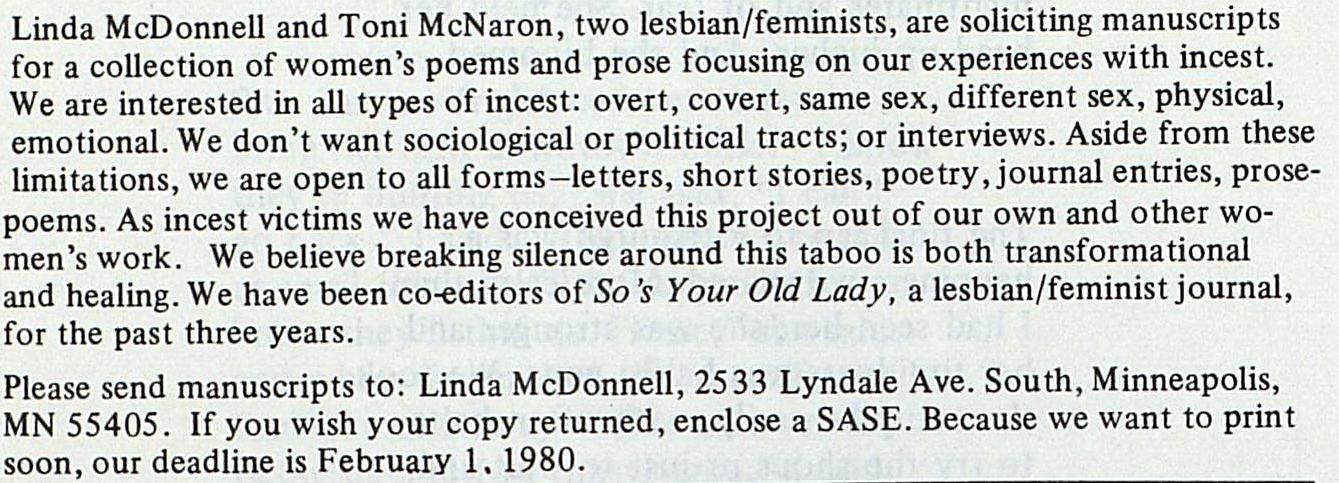 Linda McDonnell and Toni McNaron, two lesbian/feminists, are soliciting manuscripts
for a collection of women's poems and prose focusing on our experiences with incest.
We are interested in all types of incest: overt, covert, same sex, different sex, physical,
emotional. We don't want sociological or political tracts; or interviews. Aside from these
limitations, we are open to all forms—letters, short stories, poetry, journal entries, prose-
poems. As incest victims we have conceived this project out of our own and other wo-
men's work. We believe breaking silence around this taboo is both transformational
and healing. We have been co-editors of So's Your Old Lady, a lesbian/feminist journal,
for the past three years.
Please send manuscripts to: Linda McDonnell, 2533 Lyndale Ave. South, Minneapolis,
MN 55405. If you wish your copy returned, enclose a SASE. Because we want to print
soon, our deadline is February 1, 1980.